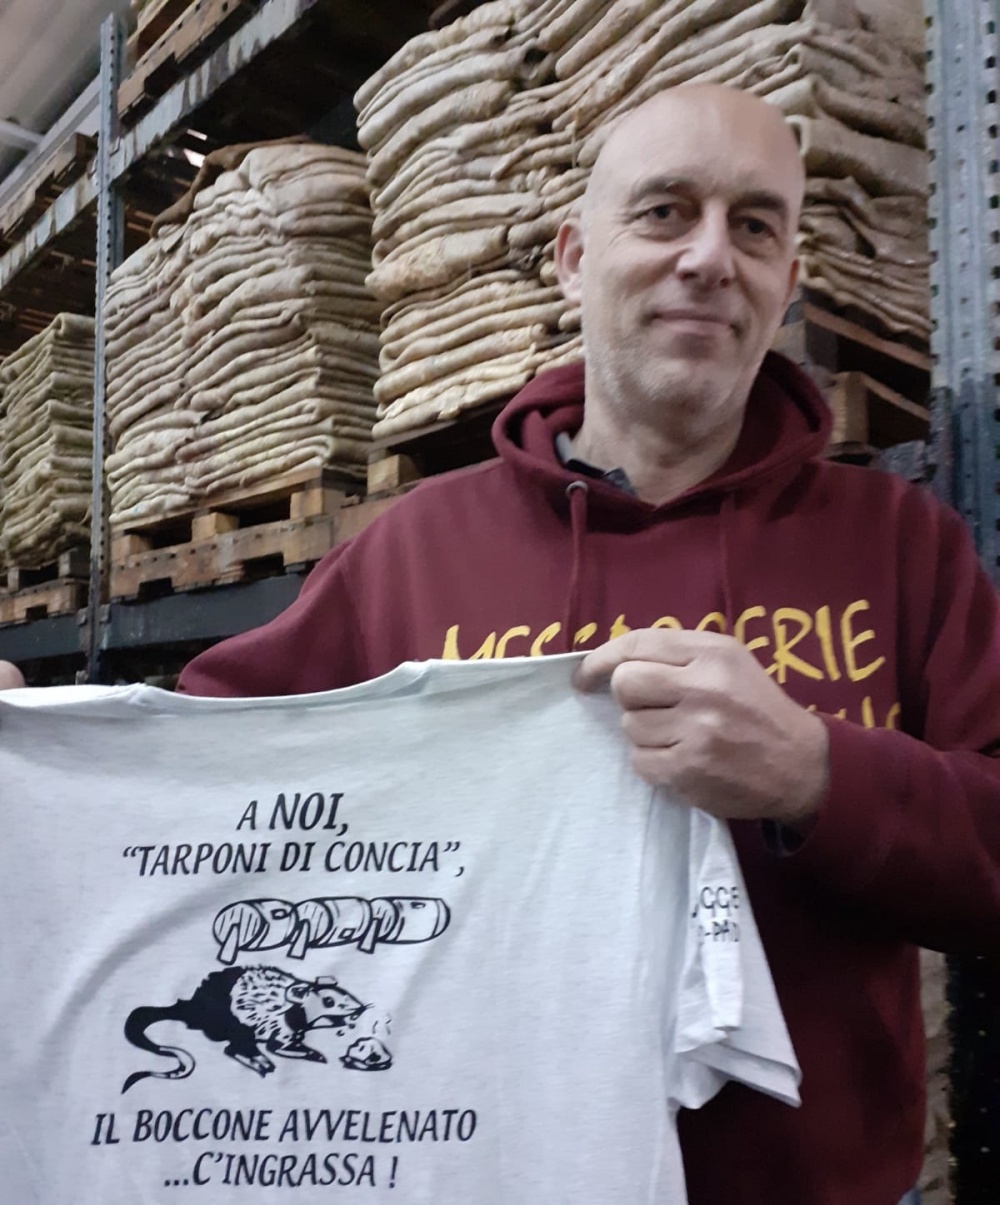 A NOI,
“TARPONI DI CONCIA”,
IL BOCCONE AVVELENATO
...C’INGRASSA !